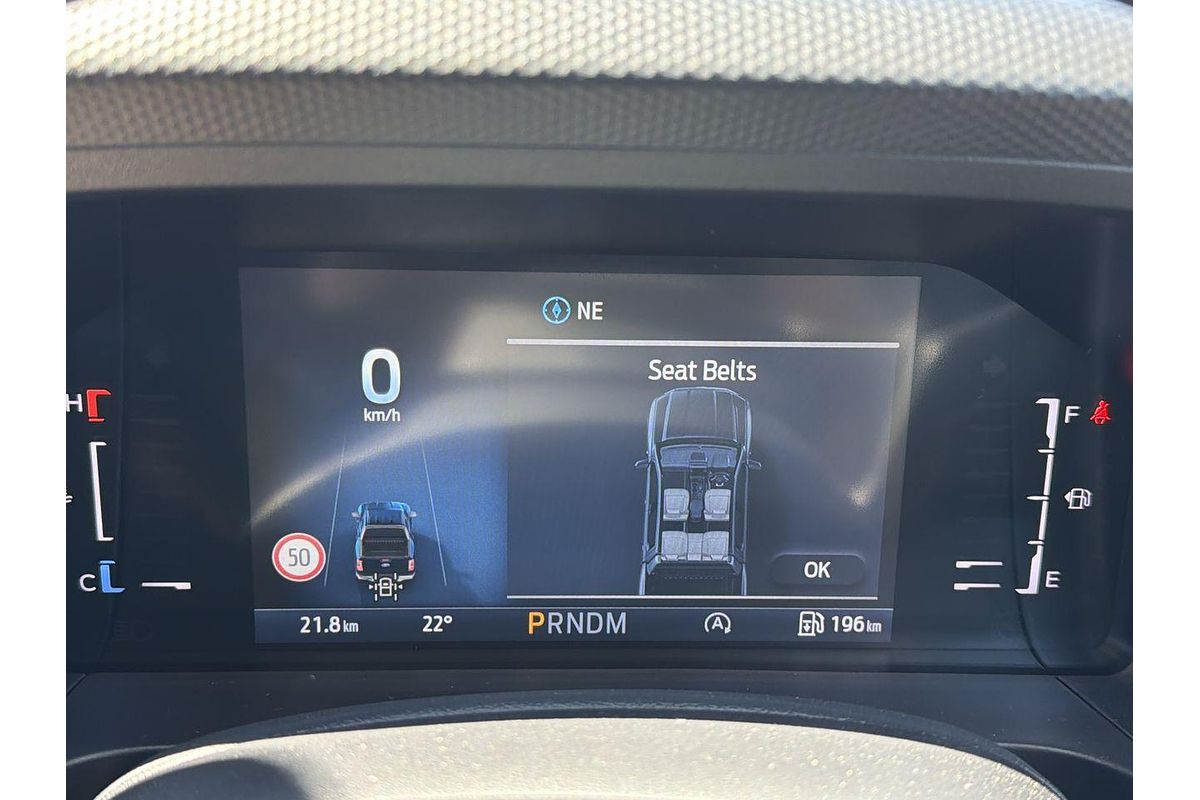 NE
0
km/h
Seat Belts
H
F
50
C
OK
E
21.8 km
22°
PRNDM
A
196 km